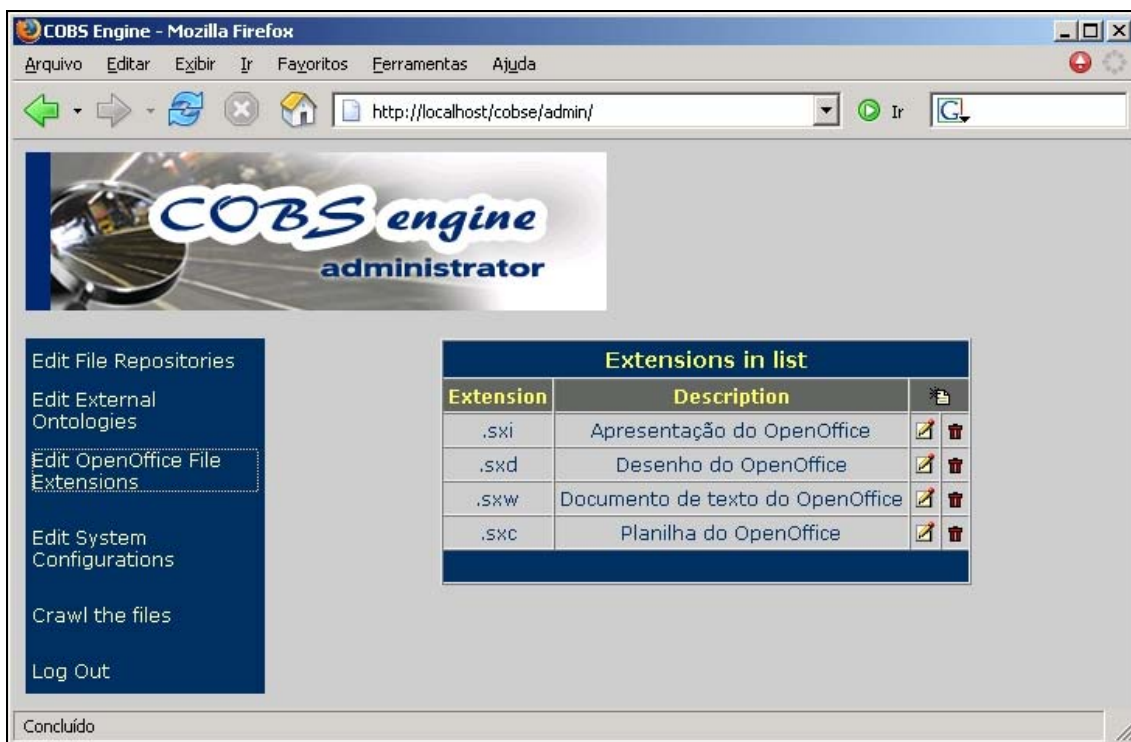 COBS Engine - Mozilla Firefox
Arquivo Editar Exibir Ir Favoritos Ferramentas Ajuda
http://localhost/cobse/admin/ Ir G
COBS engine
administrator
Edit File Repositories
Edit External
Ontologies
Edit OpenOffice File
Extensions
Edit System
Configurations
Crawl the files
Log Out
Extensions in list
Extension Description
.sxi Apresentação do OpenOffice
.sxd Desenho do OpenOffice
.sxw Documento de texto do OpenOffice
.sxc Planilha do OpenOffice
Concluído